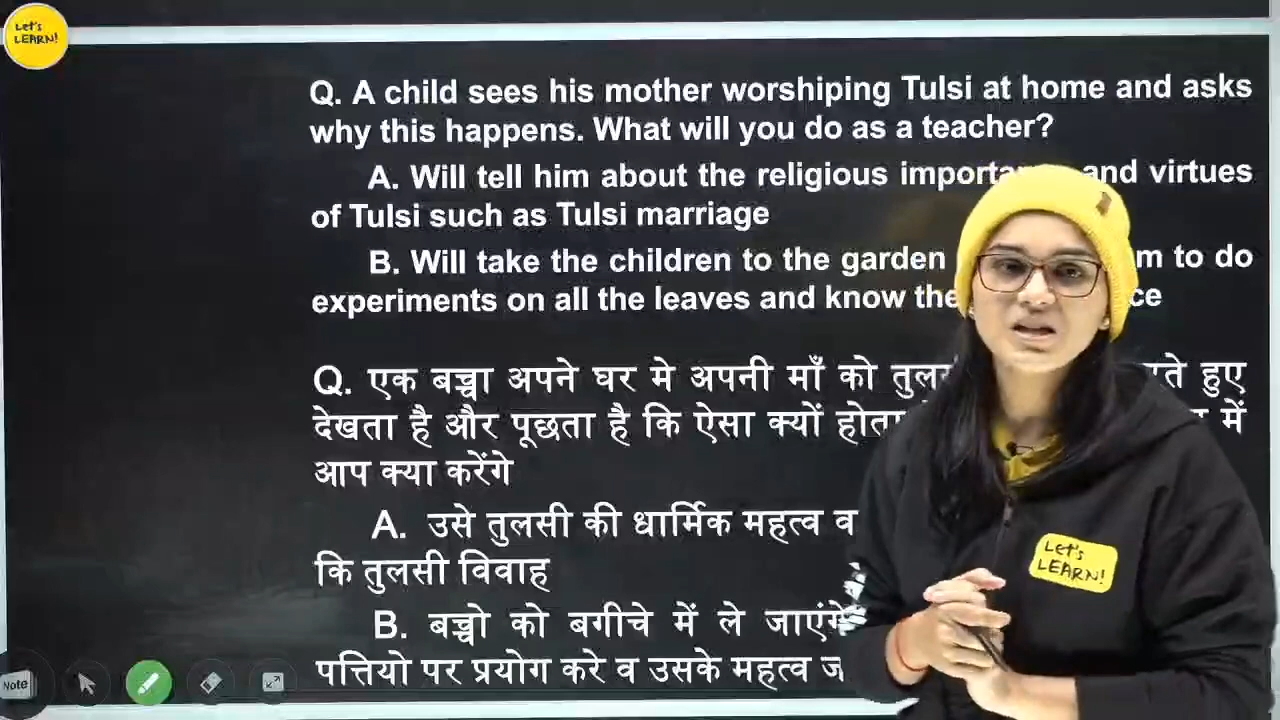 Let's
LEARN!
Q. A child sees his mother worshiping Tulsi at home and asks
why this happens. What will you do as a teacher?
A. Will tell him about the religious and virtues
of Tulsi such as Tulsi marriage
B. Will take the children to the garden to do
experiments on all the leaves and know
Q. एक बच्चा अपने घर मे अपनी माँ को हुए
देखता है और पूछता है कि ऐसा क्यों में
आप क्या करेंगे
A. उसे तुलसी की धार्मिक महत्व व
कि तुलसी विवाह
B. बच्चो को बगीचे में ले जाएंगे
पत्तियो पर प्रयोग करे व उसके महत्व
Let's
LEARN!
Note